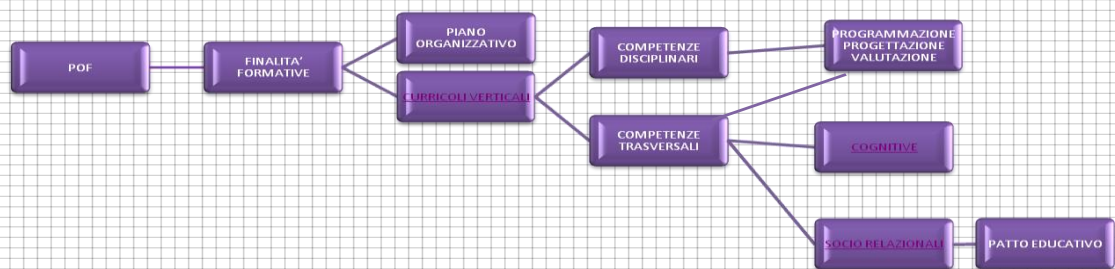 POF
FINALITA'
FORMATIVE
PIANO
ORGANIZZATIVO
CURRICOLI VERTICALI
COMPETENZE
DISCIPLINARI
COMPETENZE
TRASVERSALI
PROGRAMMAZIONE
PROGETTAZIONE
VALUTAZIONE
COGNITIVE
SOCIO RELAZIONALI
PATTO EDUCATIVO